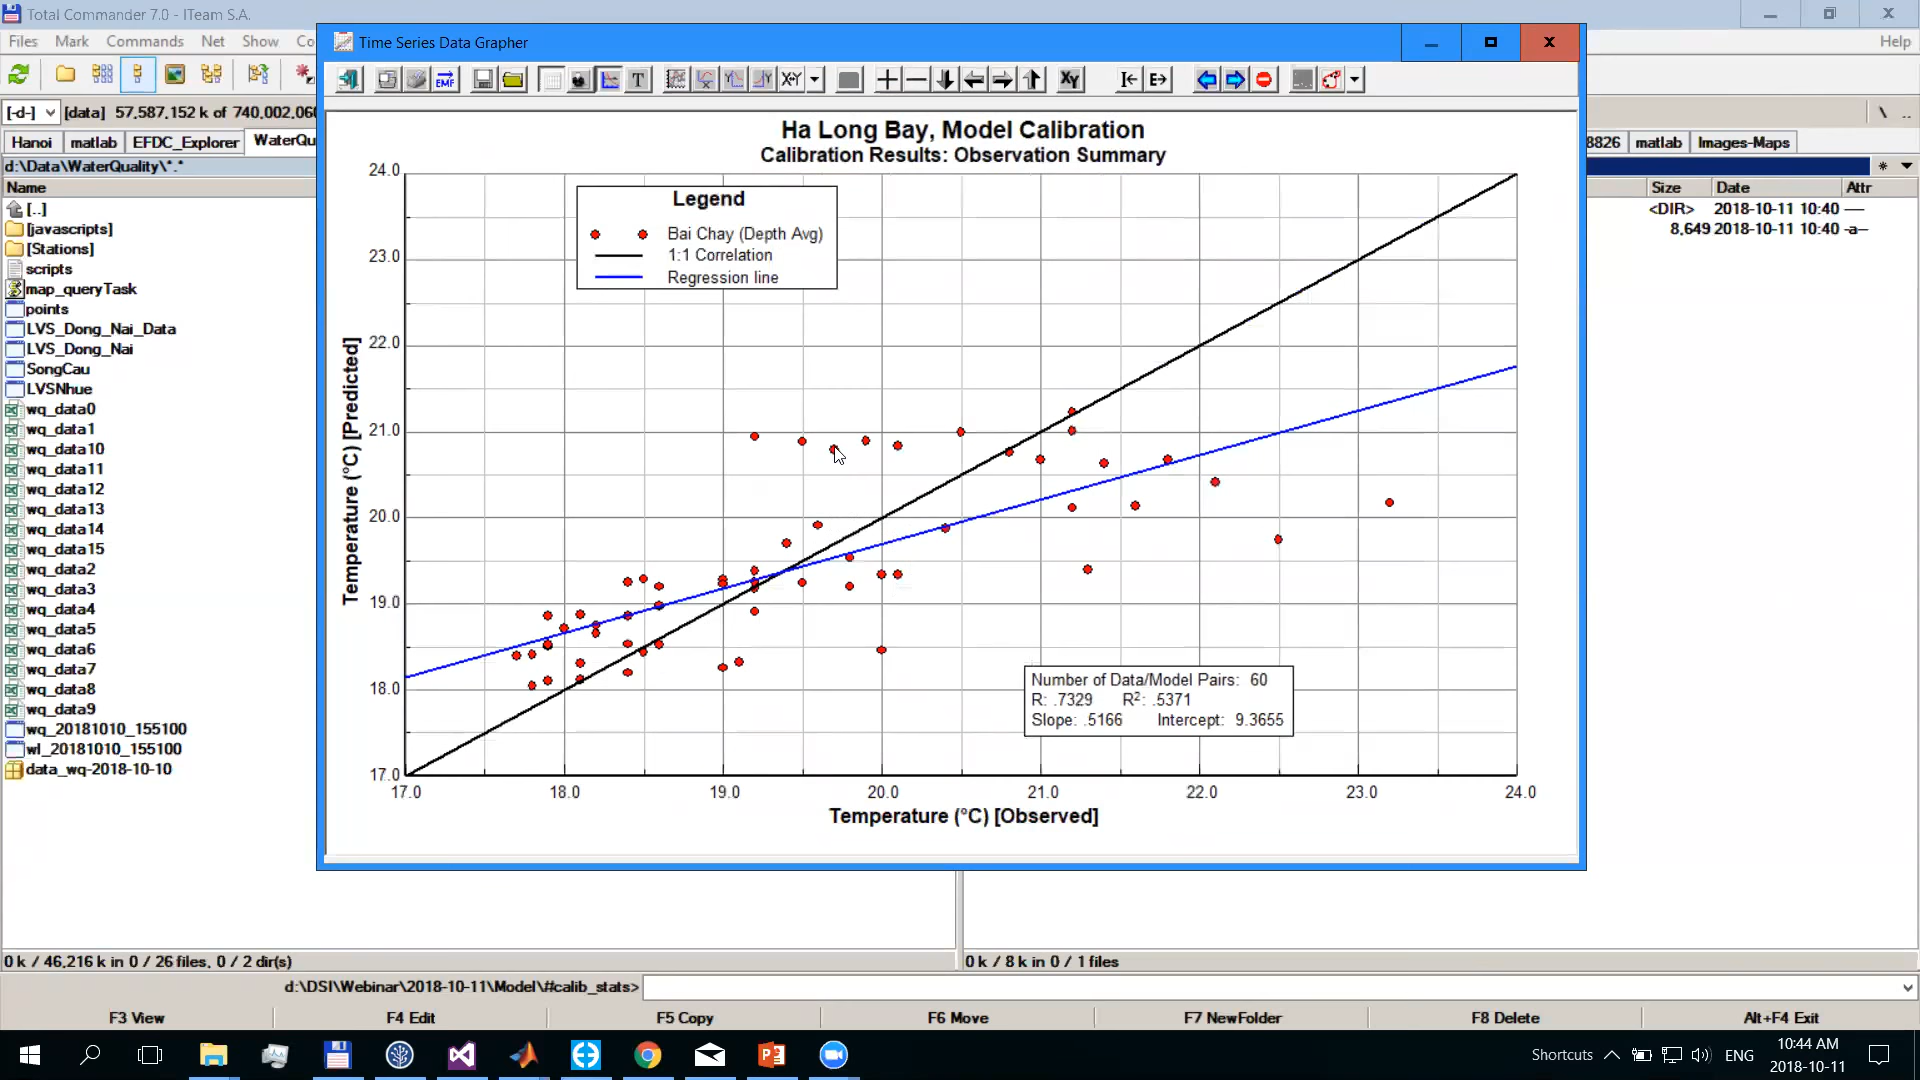 Total Commander 7.0 - ITeam S.A.
Files Mark Commands Net Show Co
Help
[-d-] [data] 57,587,152 k of 740,002,060
\ ..
Hanoi matlab EFDC_Explorer WaterQu
8826 matlab Images-Maps
d:\Data\WaterQuality\*.*
* 
Name
Size Date Attr
[..]
<DIR> 2018-10-11 10:40 ----
8,649 2018-10-11 10:40 -a--
[javascripts]
[Stations]
scripts
map_queryTask
points
LVS_Dong_Nai_Data
LVS_Dong_Nai
SongCau
LVSNhue
wq_data0
wq_data1
wq_data10
wq_data11
wq_data12
wq_data13
wq_data14
wq_data15
wq_data2
wq_data3
wq_data4
wq_data5
wq_data6
wq_data7
wq_data8
wq_data9
wq_20181010_155100
wl_20181010_155100
data_wq-2018-10-10
Time Series Data Grapher
EMF T X+Y XY E
Ha Long Bay, Model Calibration
Calibration Results: Observation Summary
Legend
Bai Chay (Depth Avg)
1:1 Correlation
Regression line
24.0
23.0
22.0
21.0
20.0
19.0
18.0
17.0
Temperature (°C) [Predicted]
Number of Data/Model Pairs: 60
R: .7329 R²: .5371
Slope: .5166 Intercept: 9.3655
17.0 18.0 19.0 20.0 21.0 22.0 23.0 24.0
Temperature (°C) [Observed]
0 k / 46,216 k in 0 / 26 files, 0 / 2 dir(s)
0 k / 8 k in 0 / 1 files
d:\DSI\Webinar\2018-10-11\Model\#calib_stats>
F3 View F4 Edit F5 Copy F6 Move F7 NewFolder F8 Delete Alt+F4 Exit
Shortcuts ENG 10:44 AM
2018-10-11